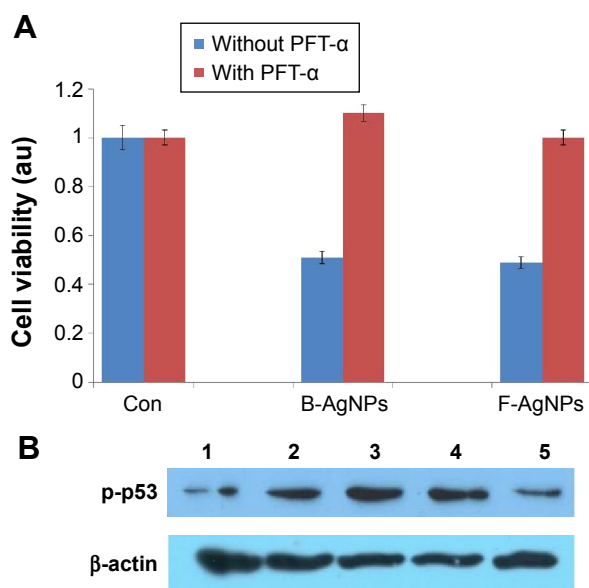 A
Without PFT-α
With PFT-α
Cell viability (au)
1.2
1
0.8
0.6
0.4
0.2
0
Con B-AgNPs F-AgNPs
B
1 2 3 4 5
p-p53
β-actin